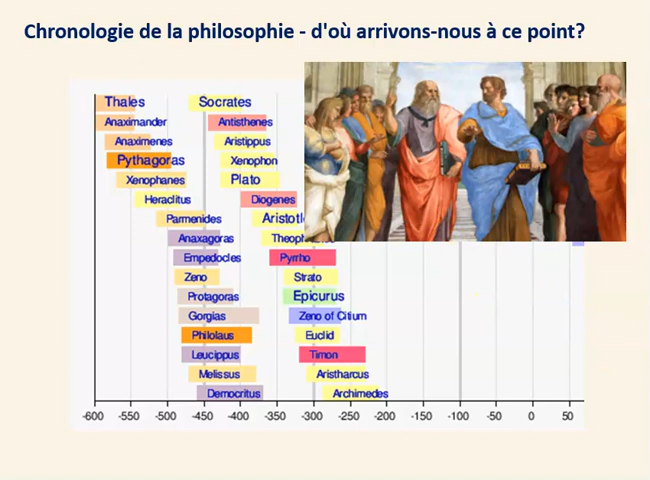 Chronologie de la philosophie - d'où arrivons-nous à ce point?
Thales
Anaximander
Anaximenes
Pythagoras
Xenophanes
Heraclitus
Parmenides
Anaxagoras
Empedocles
Zeno
Protagoras
Gorgias
Philolaus
Leucippus
Melissus
Democritus
Socrates
Antisthenes
Aristippus
Xenophon
Plato
Diogenes
Pyrrho
Strato
Epicurus
Zeno of Citium
Euclid
Timon
Aristharcus
Archimedes
-600 -550 -500 -450 -400 -350 -300 -250 -200 -150 -100 -50 0 50